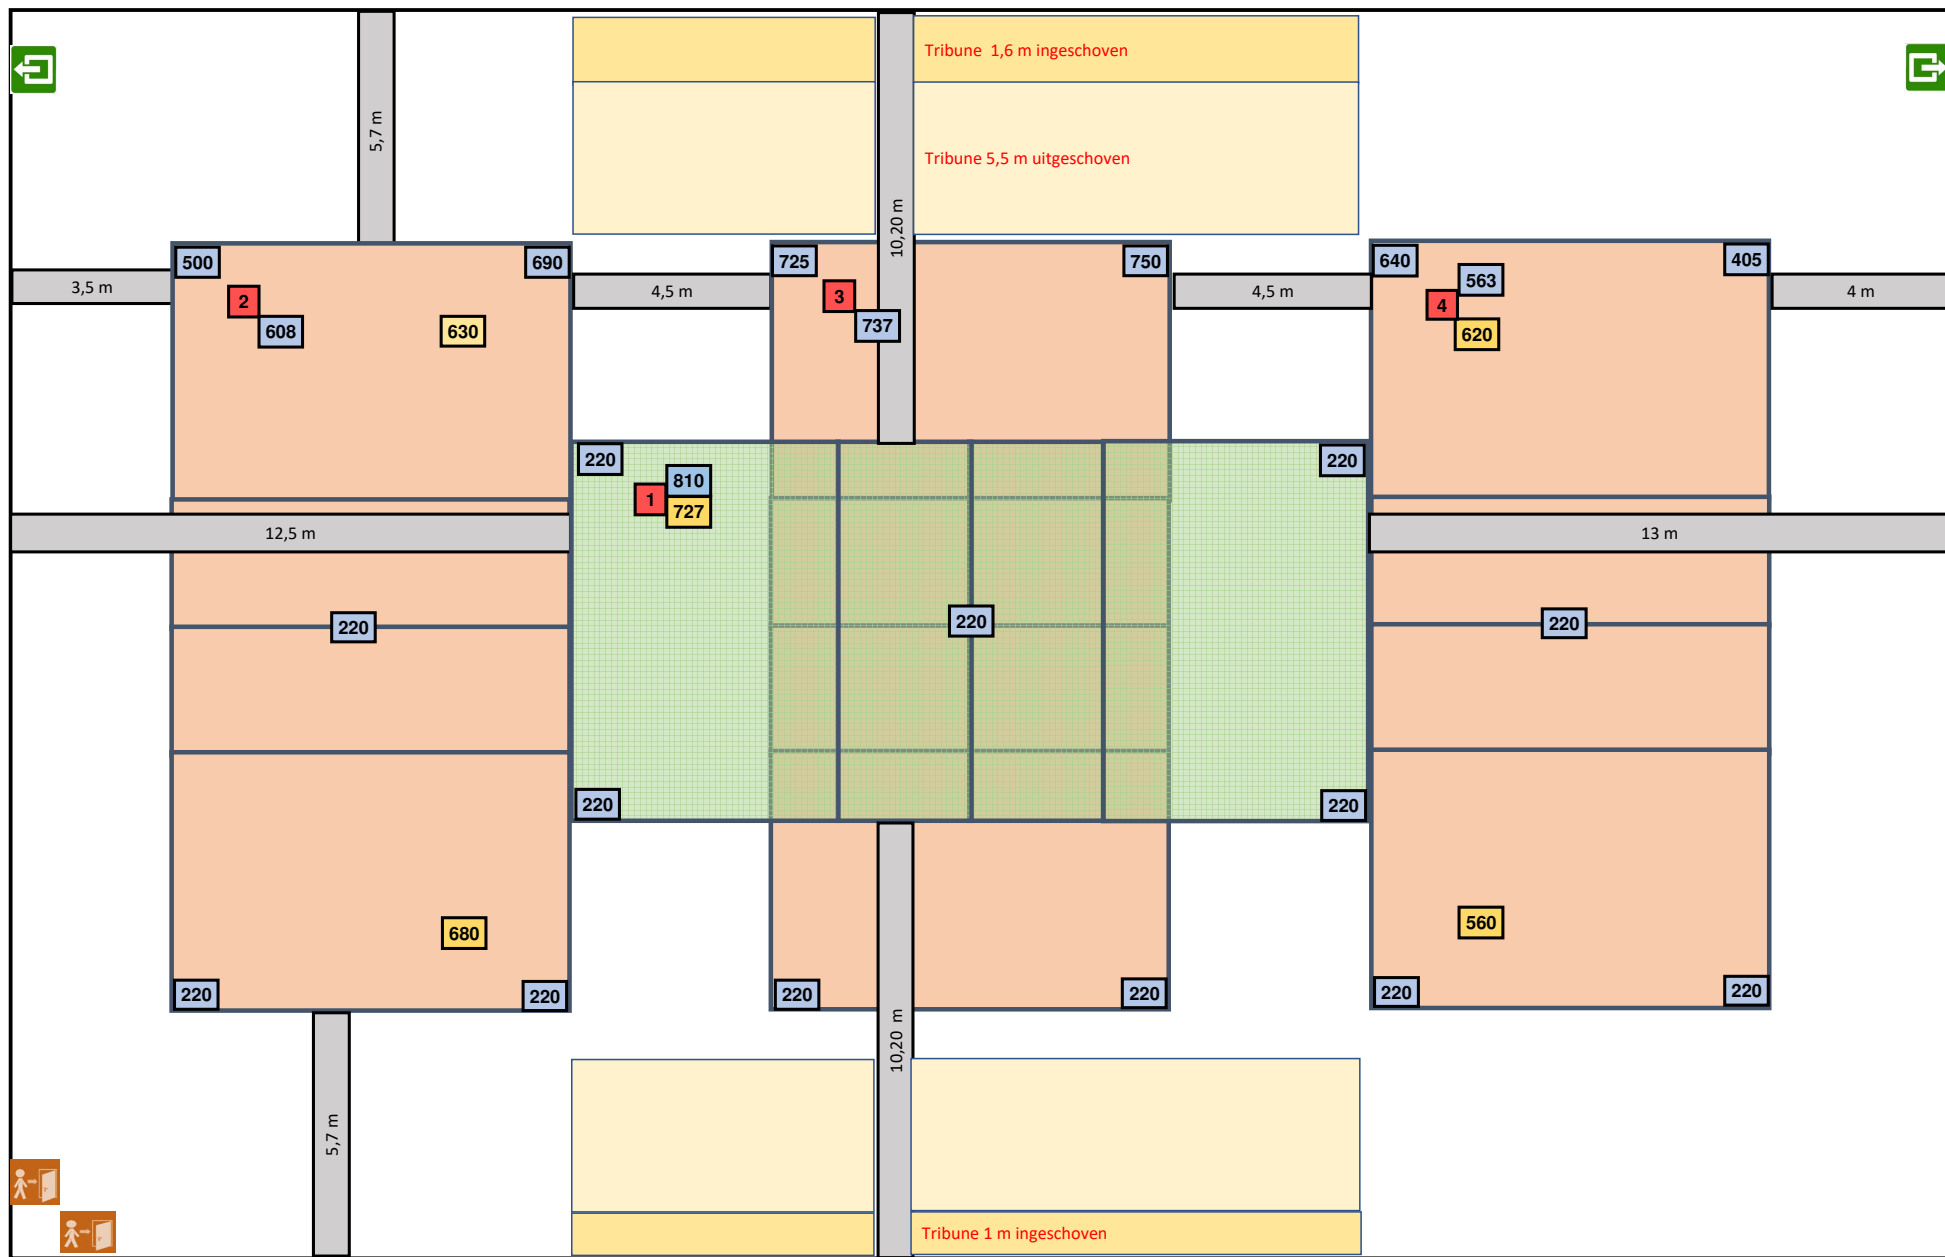 Tribune 1,6 m ingeschoven
5,7 m
Tribune 5,5 m uitgeschoven
10,20 m
500
690
725
750
640
405
3,5 m
4,5 m
4,5 m
4 m
2
608
630
3
737
563
4
620
220
220
810
1
727
12,5 m
13 m
220
220
220
220
220
680
560
220
220
220
220
220
220
10,20 m
5,7 m
Tribune 1 m ingeschoven